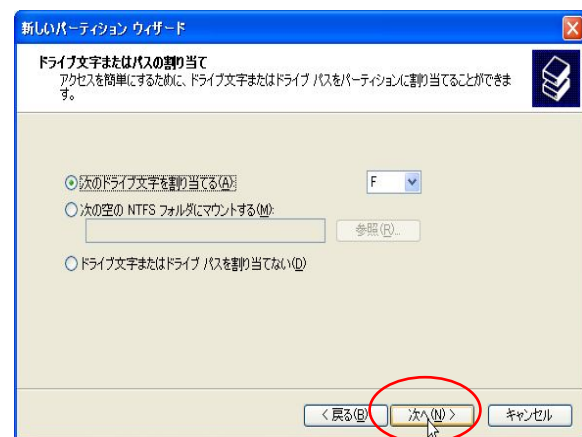 新しいパーティション ウィザード
ドライブ文字またはパスの割り当て
アクセスを簡単にするために、ドライブ文字またはドライブ パスをパーティションに割り当てることができま
す。
次のドライブ文字を割り当てる(A): F
次の空の NTFS フォルダにマウントする(M):
参照(R)...
ドライブ文字またはドライブ パスを割り当てない(D)
< 戻る(B) 次へ(N) > キャンセル